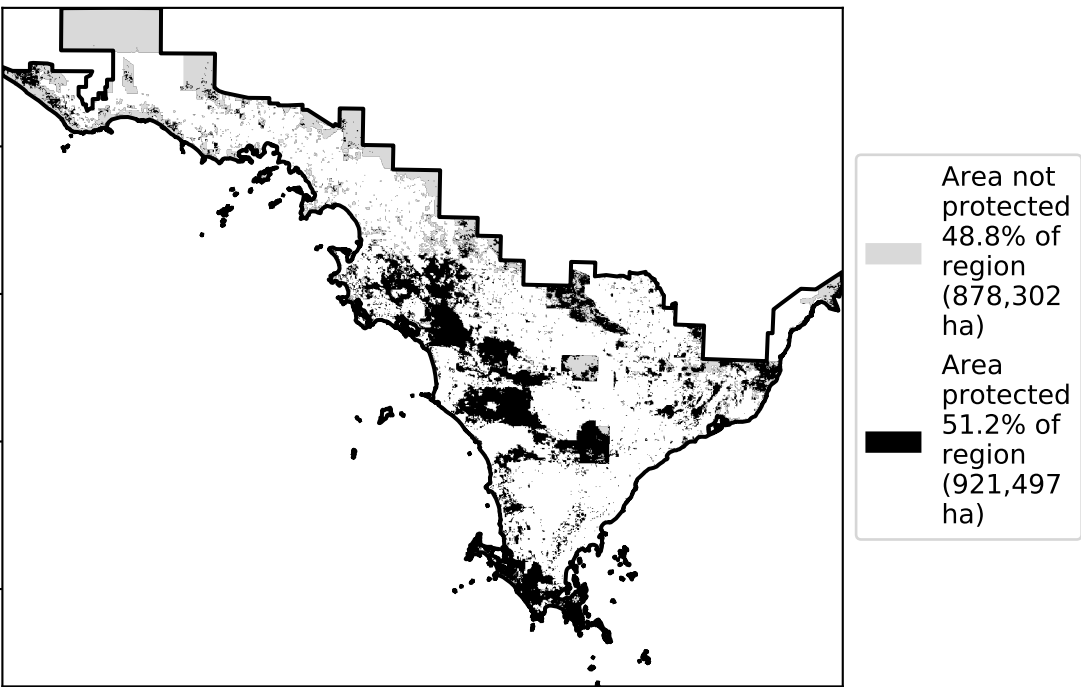 Area not
protected
48.8% of
region
(878,302
ha)
Area
protected
51.2% of
region
(921,497
ha)